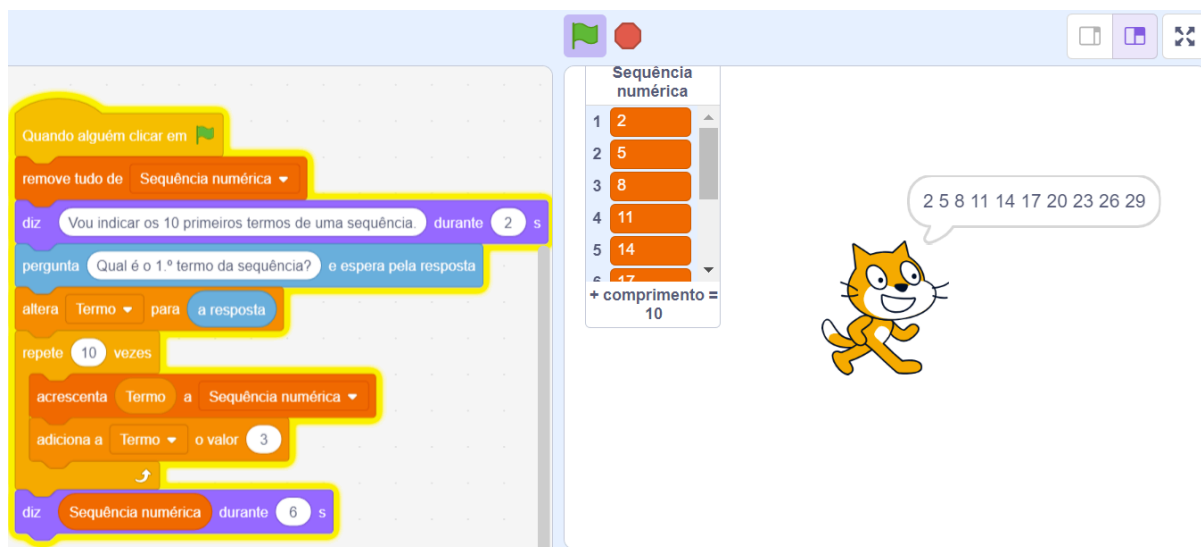 Quando alguém clicar em
remove tudo de Sequência numérica
diz Vou indicar os 10 primeiros termos de uma sequência. durante 2 s
pergunta Qual é o 1.º termo da sequência? e espera pela resposta
altera Termo para a resposta
repete 10 vezes
acrescenta Termo a Sequência numérica
adiciona a Termo o valor 3
diz Sequência numérica durante 6 s
Sequência
numérica
1 2
2 5
3 8
4 11
5 14
6 17
+ comprimento =
10
2 5 8 11 14 17 20 23 26 29